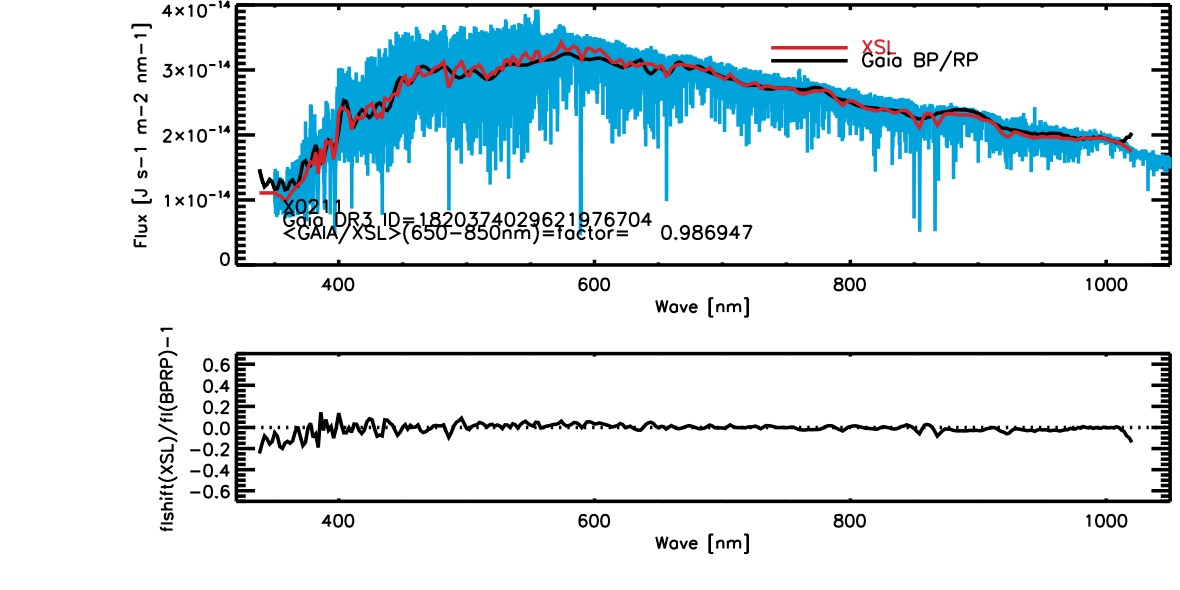 4×10⁻¹⁴
3×10⁻¹⁴
2×10⁻¹⁴
1×10⁻¹⁴
0
Flux [J s−1 m−2 nm−1]
XSL
Gaia BP/RP
X0211
Gaia DR3 ID=18203740296219767​04
<GAIA/XSL>(650−850nm)=factor= 0.986947
400 600 800 1000
Wave [nm]
flshift(XSL)/fl(BPRP)−1
0.6
0.4
0.2
0.0
−0.2
−0.4
−0.6
400 600 800 1000
Wave [nm]